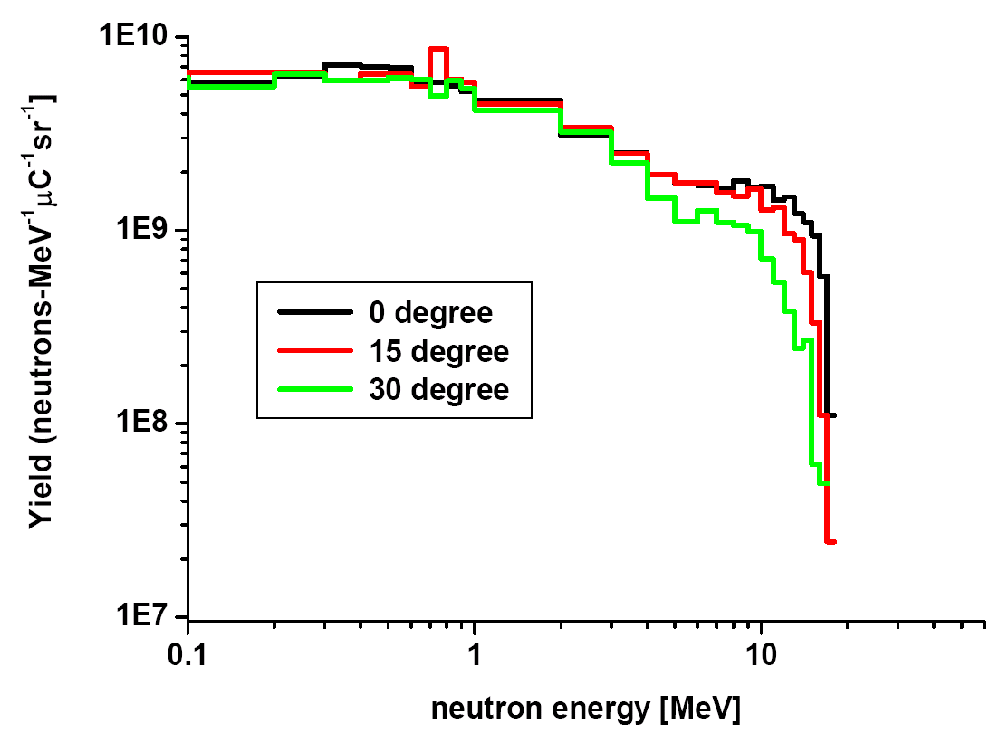 1E10
1E9
1E8
1E7
Yield (neutrons-MeV⁻¹μC⁻¹sr⁻¹]
0 degree
15 degree
30 degree
0.1 1 10
neutron energy [MeV]